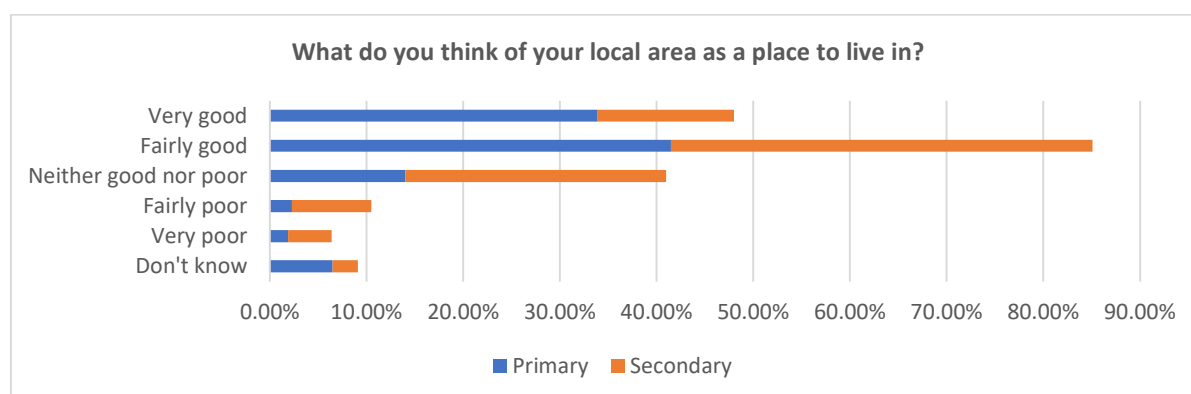 What do you think of your local area as a place to live in?
Very good
Fairly good
Neither good nor poor
Fairly poor
Very poor
Don't know
0.00% 10.00% 20.00% 30.00% 40.00% 50.00% 60.00% 70.00% 80.00% 90.00%
Primary Secondary